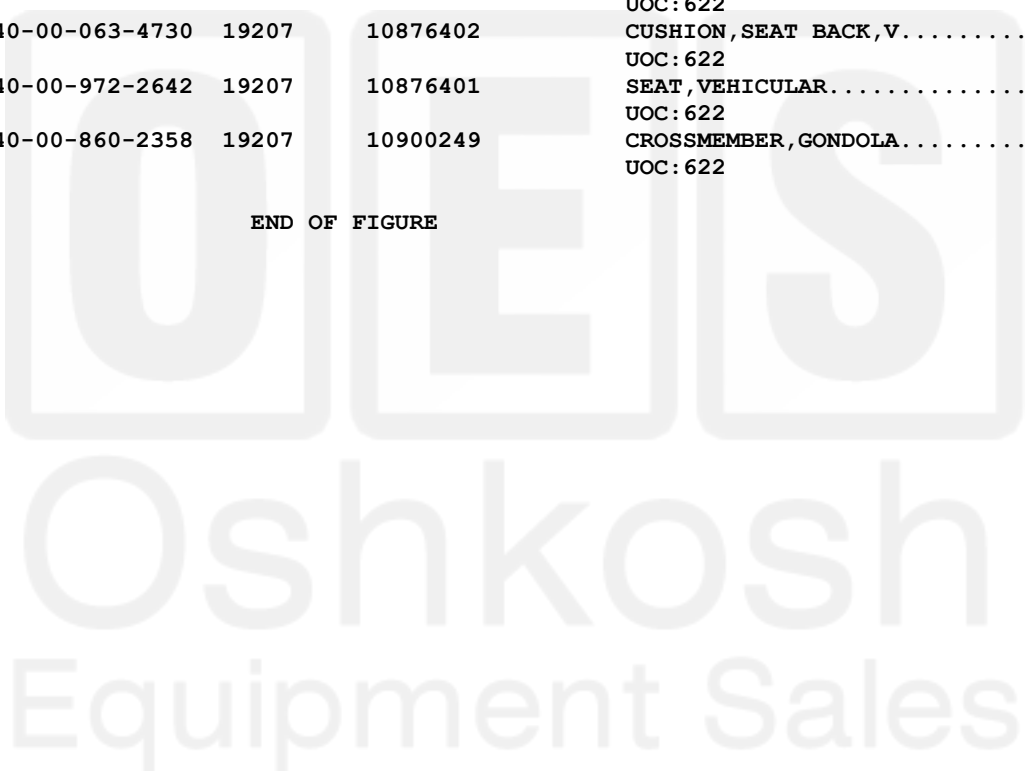 UOC:622
40-00-063-4730 19207 10876402 CUSHION,SEAT BACK,V.........
UOC:622
40-00-972-2642 19207 10876401 SEAT,VEHICULAR..............
UOC:622
40-00-860-2358 19207 10900249 CROSSMEMBER,GONDOLA.........
UOC:622
END OF FIGURE
OES
Oshkosh
Equipment Sales